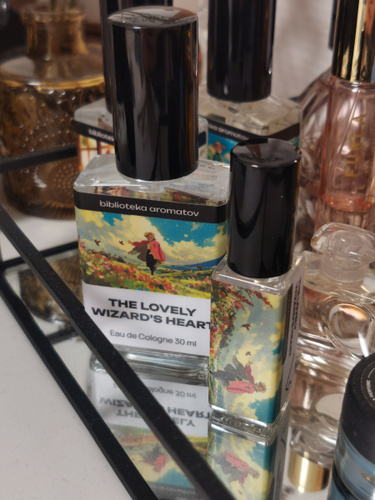 biblioteka aromatov
THE LOVELY
WIZARD'S HEART
Eau de Cologne 30 ml